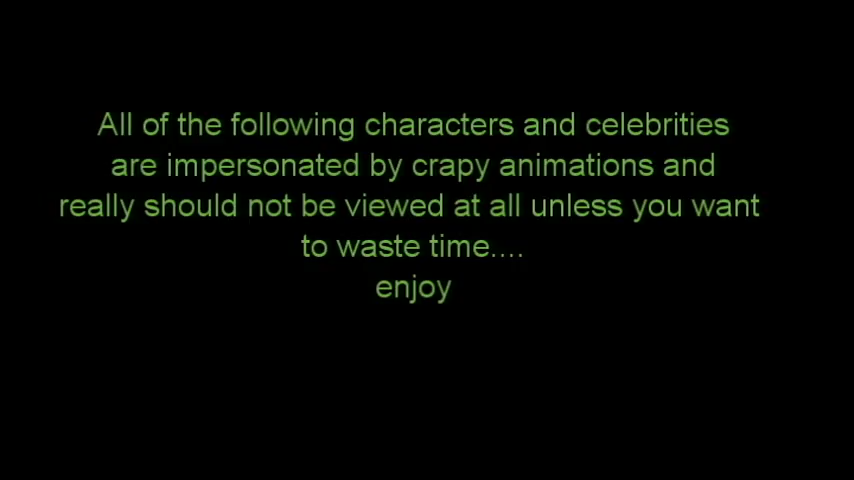 All of the following characters and celebrities
are impersonated by crapy animations and
really should not be viewed at all unless you want
to waste time....
enjoy